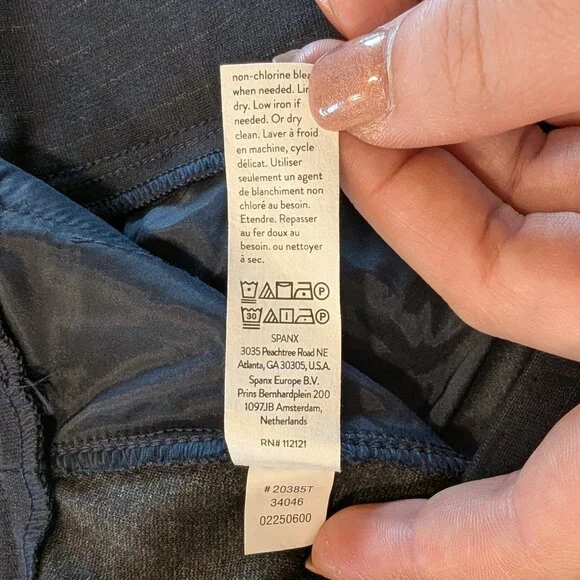 non-chlorine
when needed.
dry. Low iron if
needed. Or dry
clean. Laver à froid
en machine, cycle
délicat. Utiliser
seulement un agent
de blanchiment non
chloré au besoin.
Etendre. Repasser
au fer doux au
besoin. ou nettoyer
à sec.
P
30 P
SPANX
3035 Peachtree Road NE
Atlanta, GA 30305, U.S.A.
Spanx Europe B.V.
Prins Bernhardplein 200
1097JB Amsterdam,
Netherlands
RN# 112121
# 20385T
34046
02250600